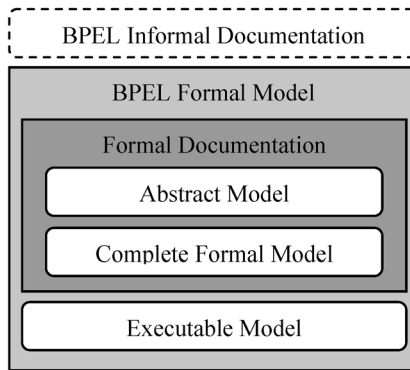 BPEL Informal Documentation
BPEL Formal Model
Formal Documentation
Abstract Model
Complete Formal Model
Executable Model